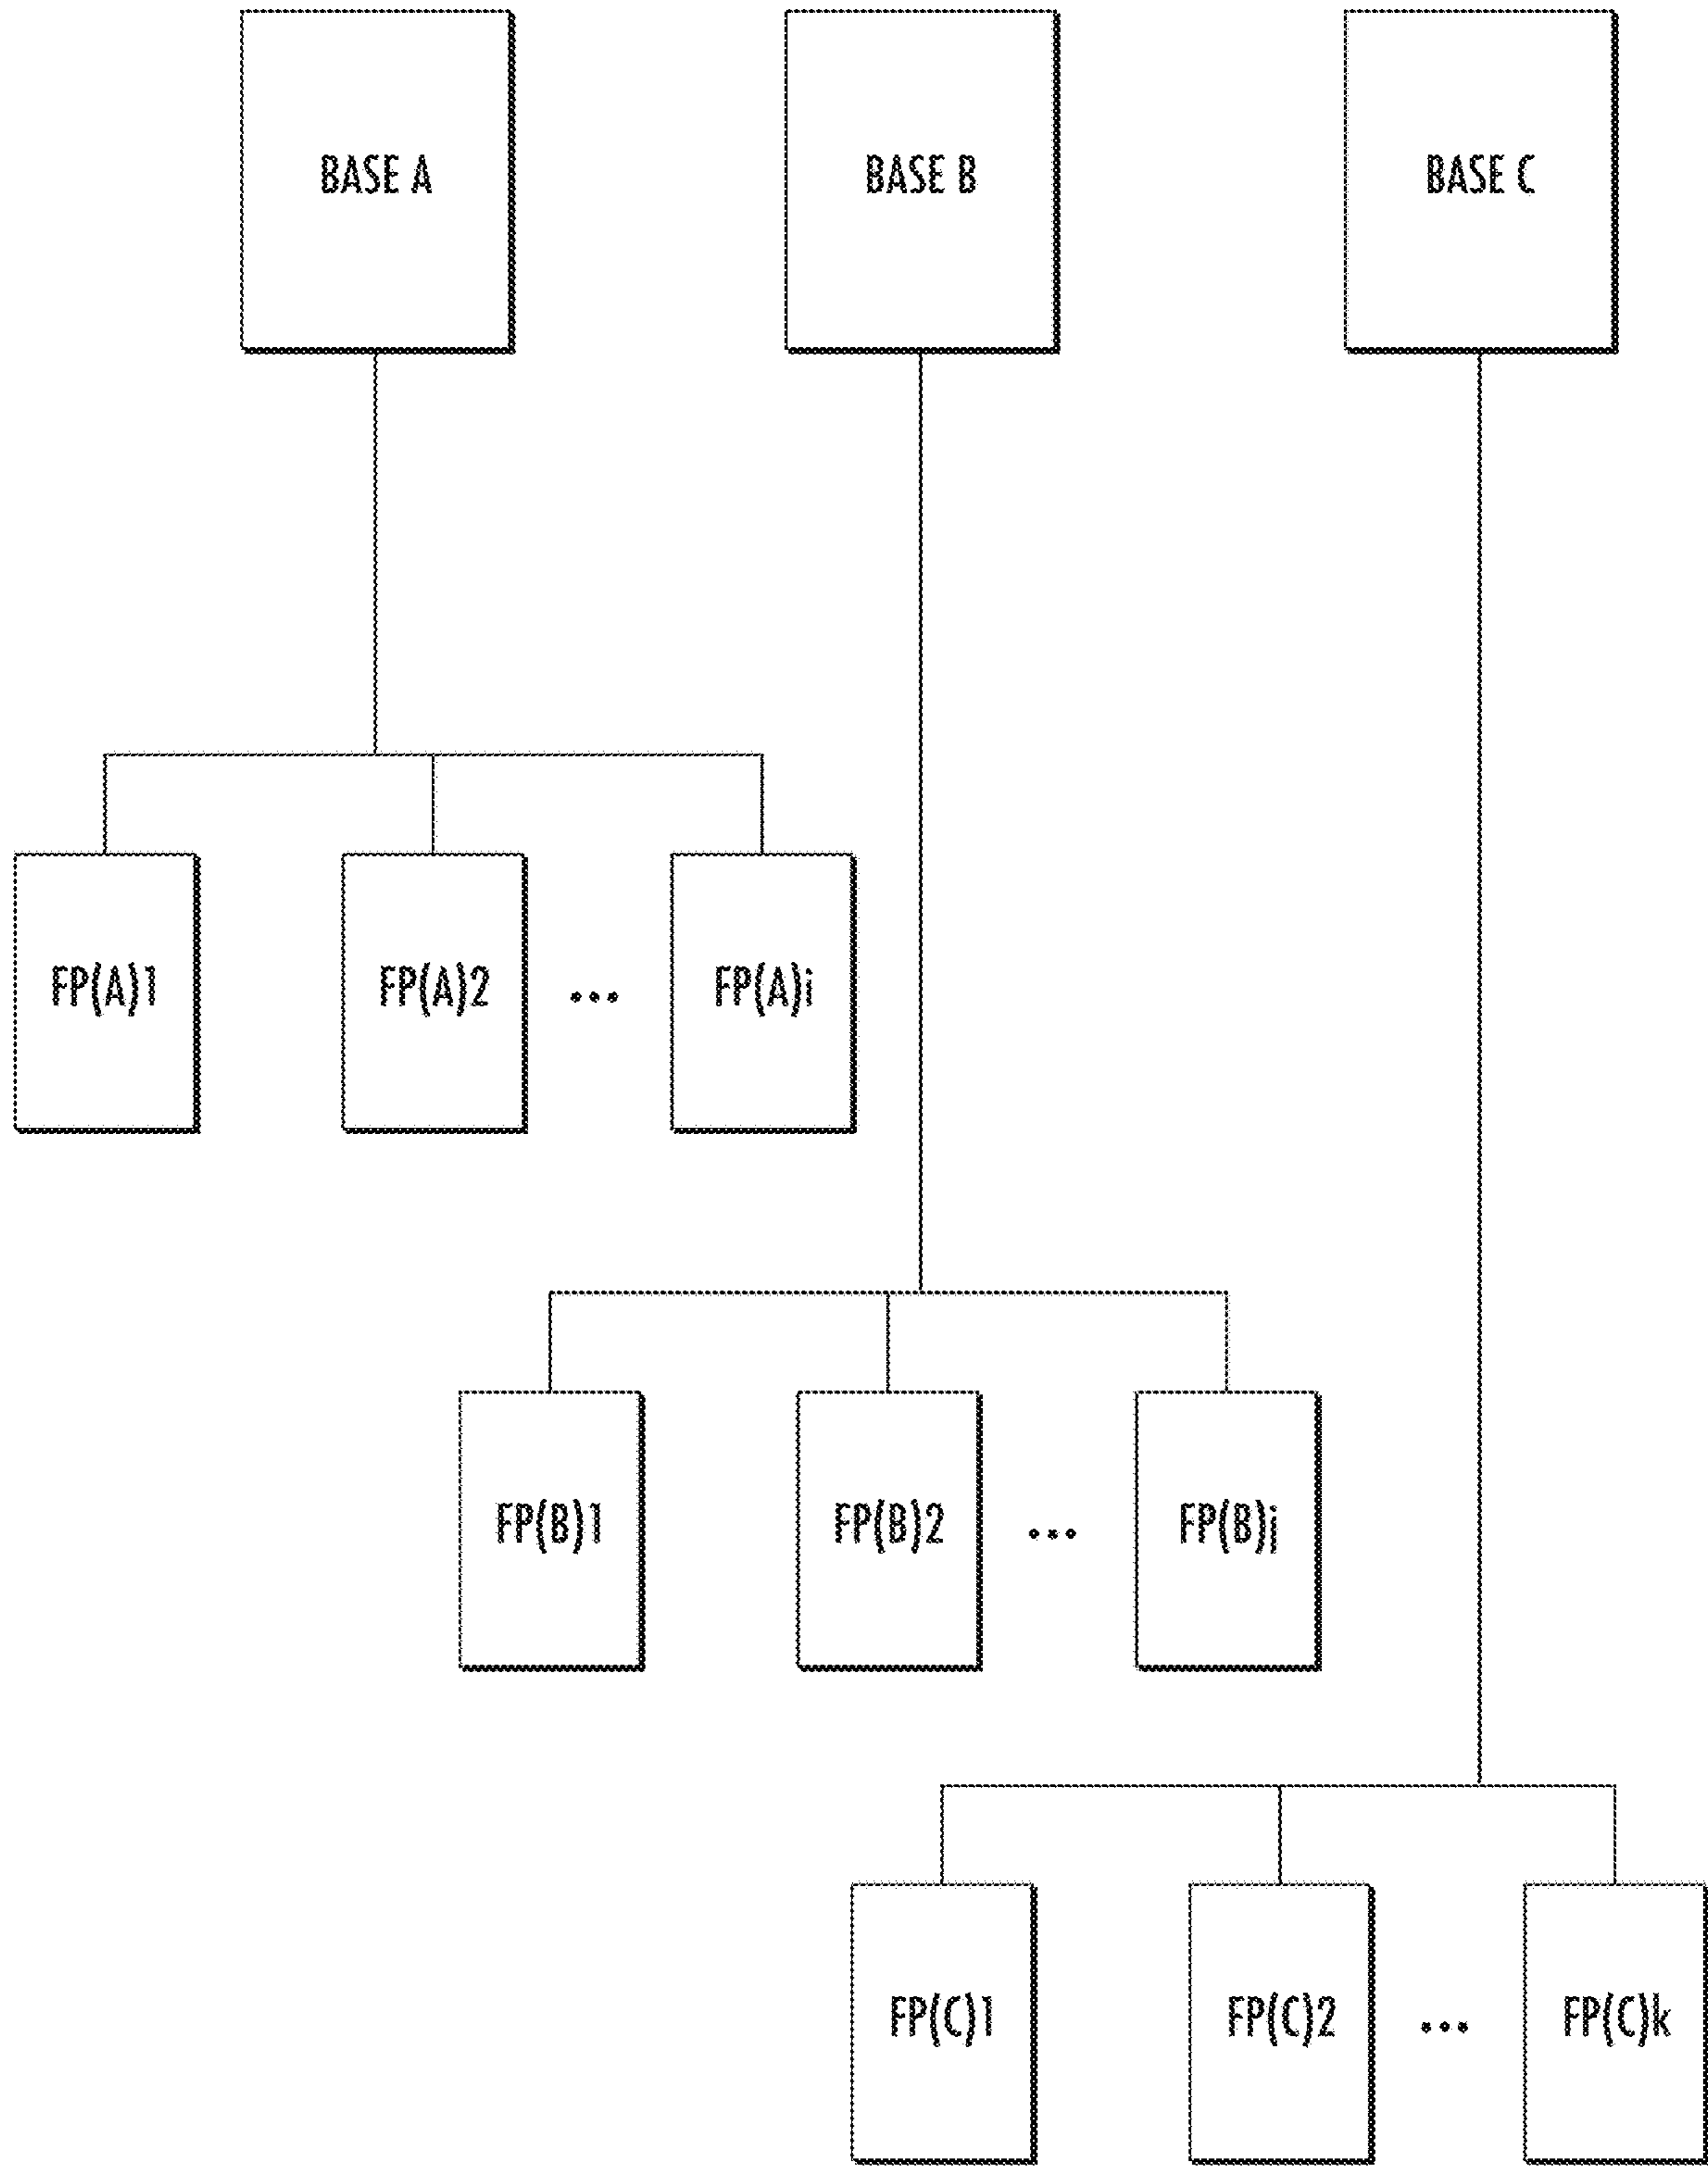 BASE A
BASE B
BASE C
FP(A)1
FP(A)2
...
FP(A)i
FP(B)1
FP(B)2
...
FP(B)j
FP(C)1
FP(C)2
...
FP(C)k